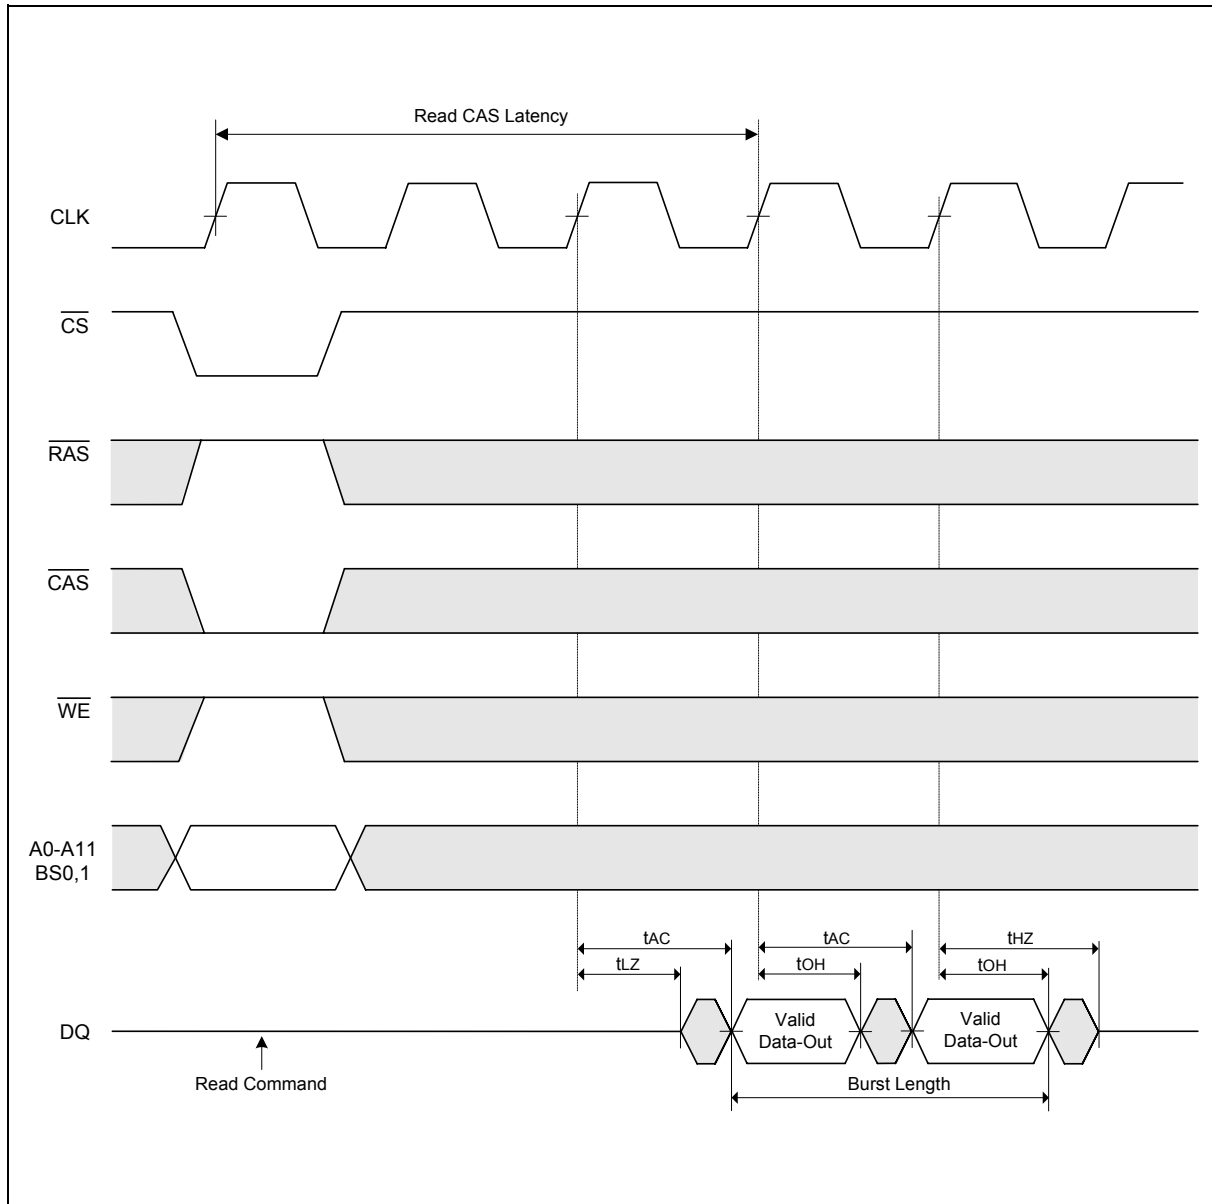 Read CAS Latency
CLK
CS
RAS
CAS
WE
A0-A11
BS0,1
tAC
tAC
tHZ
tLZ
tOH
tOH
DQ
Valid
Data-Out
Valid
Data-Out
Read Command
Burst Length